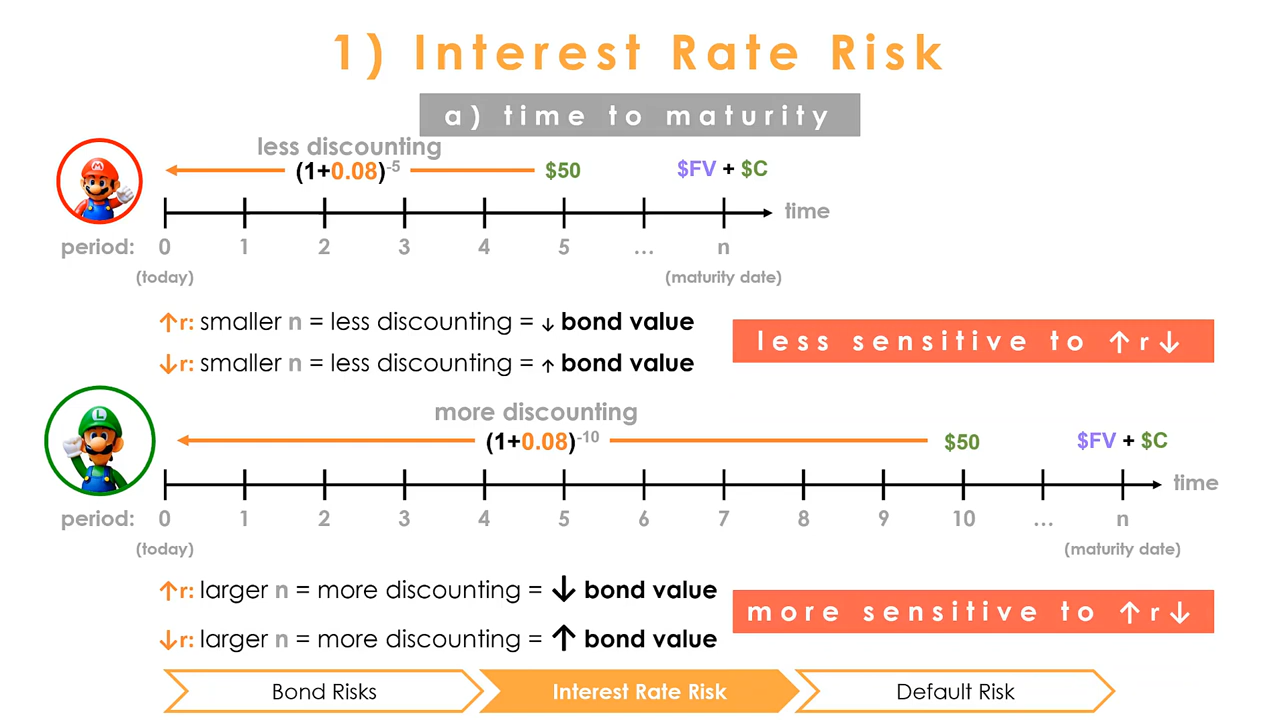 1) Interest Rate Risk
a) time to maturity
less discounting
(1+0.08)-5 $50 $FV + $C
time
period: 0 1 2 3 4 5 ... n
(today) (maturity date)
↑r: smaller n = less discounting = ↓ bond value
less sensitive to ↑r↓
↓r: smaller n = less discounting = ↑ bond value
more discounting
(1+0.08)-10 $50 $FV + $C
L
M
time
period: 0 1 2 3 4 5 6 7 8 9 10 ... n
(today) (maturity date)
↑r: larger n = more discounting = ↓ bond value
more sensitive to ↑r↓
↓r: larger n = more discounting = ↑ bond value
Bond Risks Interest Rate Risk Default Risk